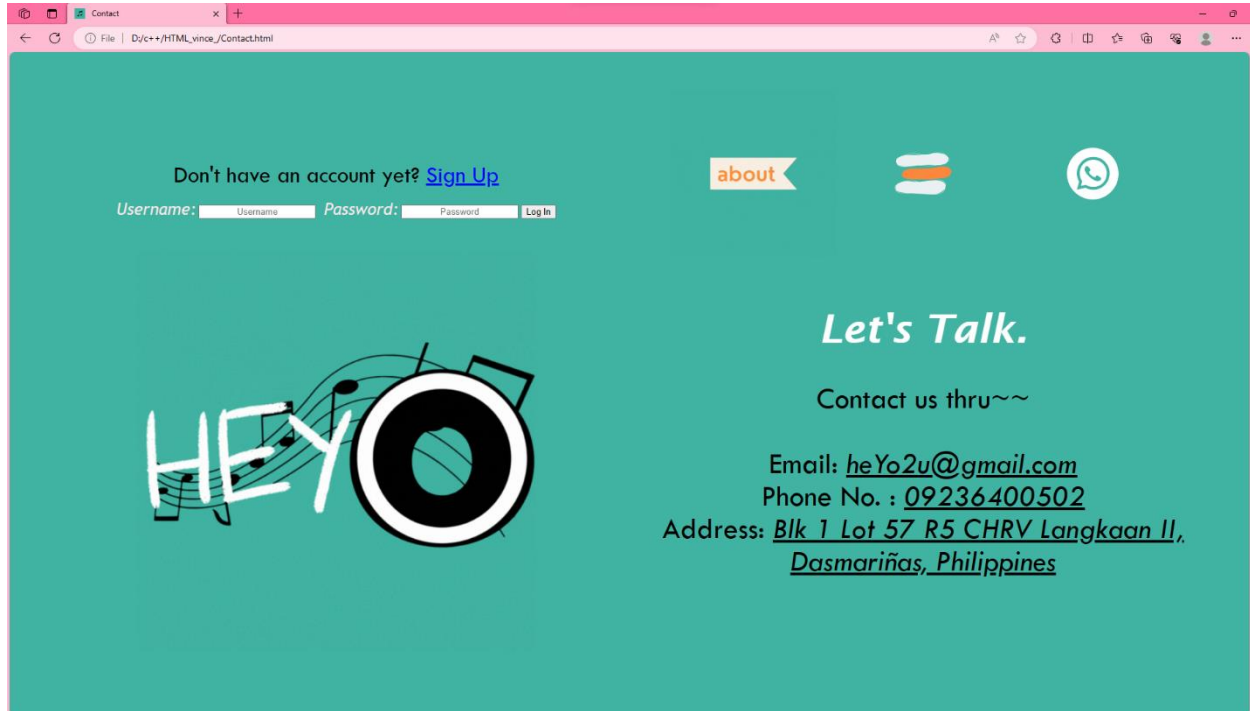 Contact
File
D:/c++/HTML_vince_/Contact.html
Don't have an account yet? Sign Up
Username: Username Password: Password Log In
about
HEYO
Let's Talk.
Contact us thru~~
Email: heYo2u@gmail.com
Phone No. : 09236400502
Address: Blk 1 Lot 57 R5 CHRV Langkaan II,
Dasmariñas, Philippines